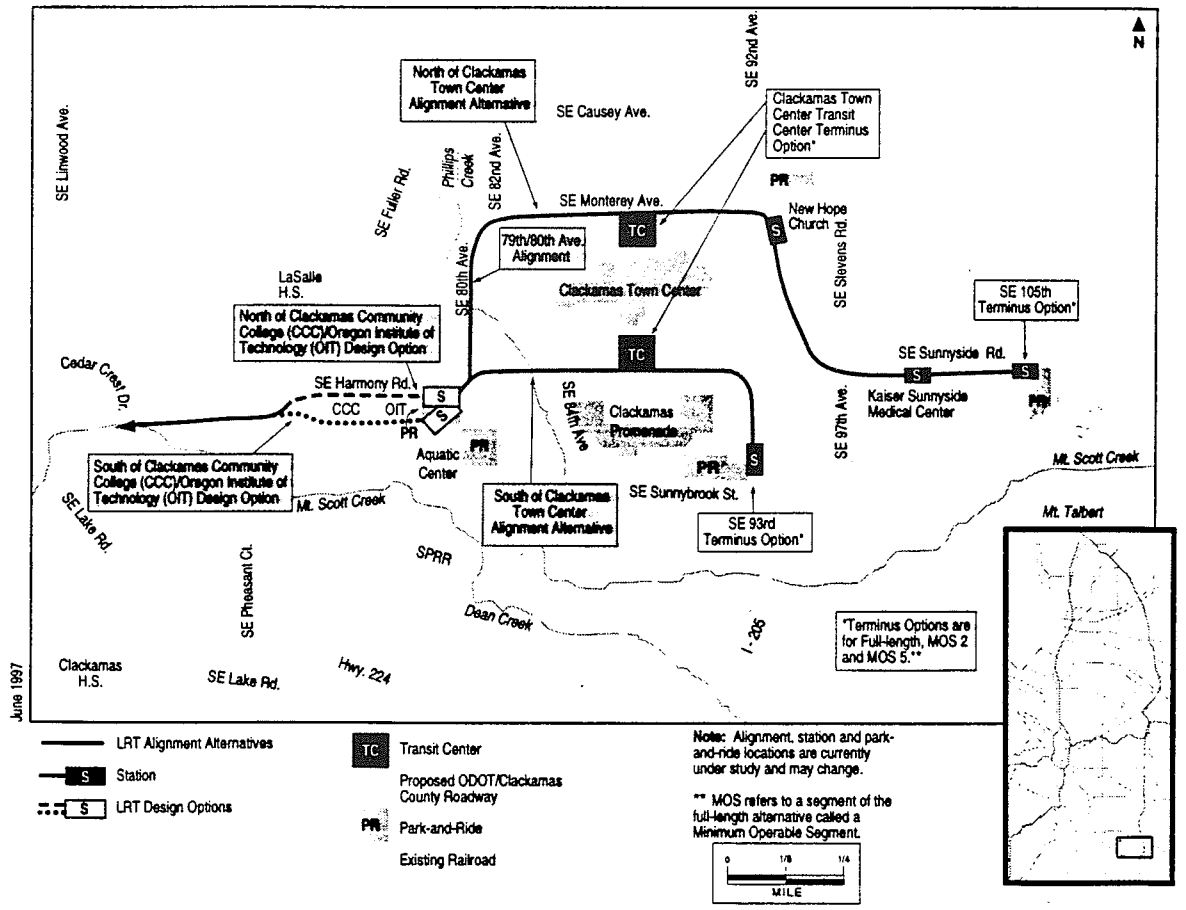 N
SE Linwood Ave.
North of Clackamas
Town Center
Alignment Alternative
SE Causey Ave.
SE 92nd Ave.
Clackamas Town
Center Transit
Center Terminus
Option*
Phillips
Creek
SE 82nd Ave.
SE Fuller Rd.
SE Monterey Ave.
PR
New Hope
Church
TC
S
79th/80th Ave.
Alignment
SE 80th Ave.
SE Stevens Rd.
LaSalle
H.S.
Clackamas Town Center
SE 105th
Terminus Option*
North of Clackamas Community
College (CCC)/Oregon Institute of
Technology (OIT) Design Option
TC
SE Sunnyside Rd.
Cedar Crest Dr.
SE Harmony Rd.
S
S
S
Kaiser Sunnyside
Medical Center
PR
CCC
OIT
S
PR
SE 84th Ave
Clackamas
Promenade
SE 97th Ave.
Aquatic
Center
PR
PR*
S
Mt. Scott Creek
South of Clackamas Community
College (CCC)/Oregon Institute of
Technology (OIT) Design Option
SE Sunnybrook St.
SE Lake Rd.
Mt. Scott Creek
South of Clackamas
Town Center
Alignment Alternative
SE 93rd
Terminus Option*
Mt. Talbert
SPRR
SE Pheasant Ct.
Dean Creek
I - 205
*Terminus Options are
for Full-length, MOS 2
and MOS 5.**
Clackamas
H.S.
SE Lake Rd.
Hwy. 224
June 1997
LRT Alignment Alternatives
S
Station
S
LRT Design Options
TC
Transit Center
Proposed ODOT/Clackamas
County Roadway
PR
Park-and-Ride
Existing Railroad
Note: Alignment, station and park-
and-ride locations are currently
under study and may change.
** MOS refers to a segment of the
full-length alternative called a
Minimum Operable Segment.
0 1/8 1/4
MILE